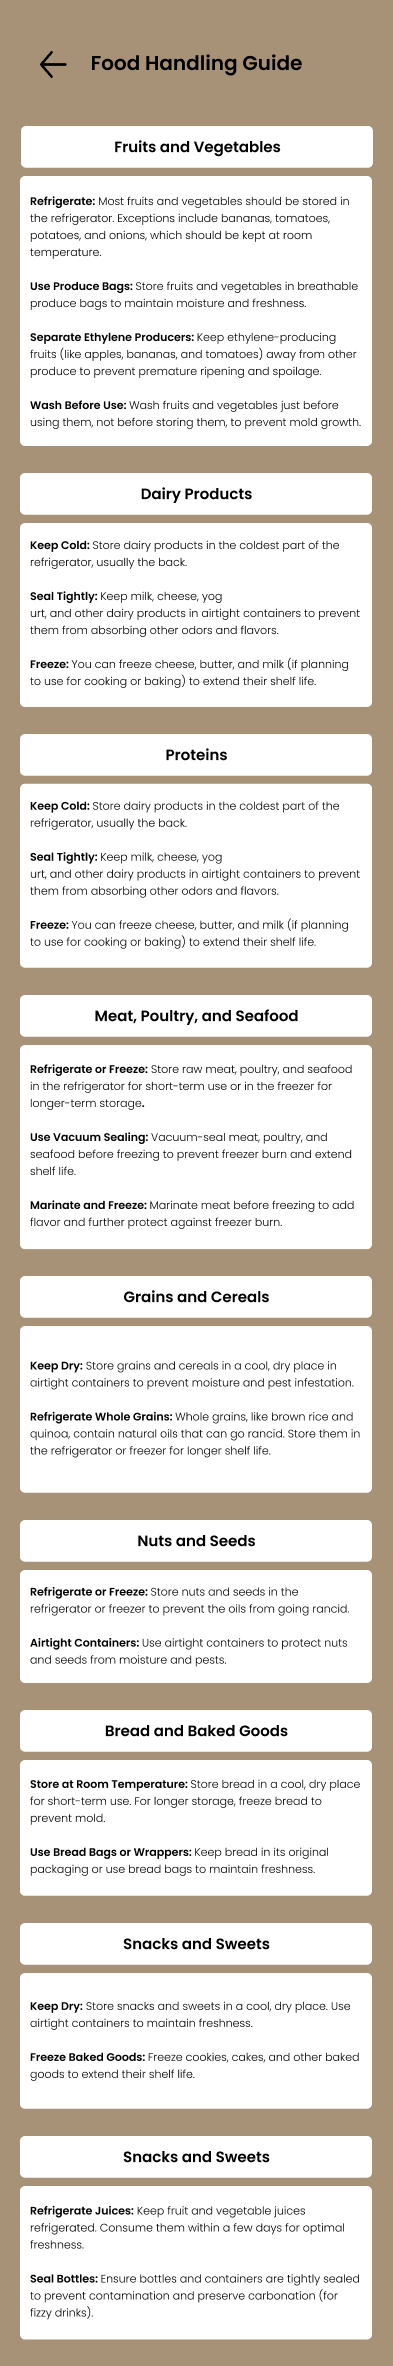 Food Handling Guide
Fruits and Vegetables
Refrigerate: Most fruits and vegetables should be stored in
the refrigerator. Exceptions include bananas, tomatoes,
potatoes, and onions, which should be kept at room
temperature.
Use Produce Bags: Store fruits and vegetables in breathable
produce bags to maintain moisture and freshness.
Separate Ethylene Producers: Keep ethylene-producing
fruits (like apples, bananas, and tomatoes) away from other
produce to prevent premature ripening and spoilage.
Wash Before Use: Wash fruits and vegetables just before
using them, not before storing them, to prevent mold growth.
Dairy Products
Keep Cold: Store dairy products in the coldest part of the
refrigerator, usually the back.
Seal Tightly: Keep milk, cheese, yog
urt, and other dairy products in airtight containers to prevent
them from absorbing other odors and flavors.
Freeze: You can freeze cheese, butter, and milk (if planning
to use for cooking or baking) to extend their shelf life.
Proteins
Keep Cold: Store dairy products in the coldest part of the
refrigerator, usually the back.
Seal Tightly: Keep milk, cheese, yog
urt, and other dairy products in airtight containers to prevent
them from absorbing other odors and flavors.
Freeze: You can freeze cheese, butter, and milk (if planning
to use for cooking or baking) to extend their shelf life.
Meat, Poultry, and Seafood
Refrigerate or Freeze: Store raw meat, poultry, and seafood
in the refrigerator for short-term use or in the freezer for
longer-term storage.
Use Vacuum Sealing: Vacuum-seal meat, poultry, and
seafood before freezing to prevent freezer burn and extend
shelf life.
Marinate and Freeze: Marinate meat before freezing to add
flavor and further protect against freezer burn.
Grains and Cereals
Keep Dry: Store grains and cereals in a cool, dry place in
airtight containers to prevent moisture and pest infestation.
Refrigerate Whole Grains: Whole grains, like brown rice and
quinoa, contain natural oils that can go rancid. Store them in
the refrigerator or freezer for longer shelf life.
Nuts and Seeds
Refrigerate or Freeze: Store nuts and seeds in the
refrigerator or freezer to prevent the oils from going rancid.
Airtight Containers: Use airtight containers to protect nuts
and seeds from moisture and pests.
Bread and Baked Goods
Store at Room Temperature: Store bread in a cool, dry place
for short-term use. For longer storage, freeze bread to
prevent mold.
Use Bread Bags or Wrappers: Keep bread in its original
packaging or use bread bags to maintain freshness.
Snacks and Sweets
Keep Dry: Store snacks and sweets in a cool, dry place. Use
airtight containers to maintain freshness.
Freeze Baked Goods: Freeze cookies, cakes, and other baked
goods to extend their shelf life.
Snacks and Sweets
Refrigerate Juices: Keep fruit and vegetable juices
refrigerated. Consume them within a few days for optimal
freshness.
Seal Bottles: Ensure bottles and containers are tightly sealed
to prevent contamination and preserve carbonation (for
fizzy drinks).